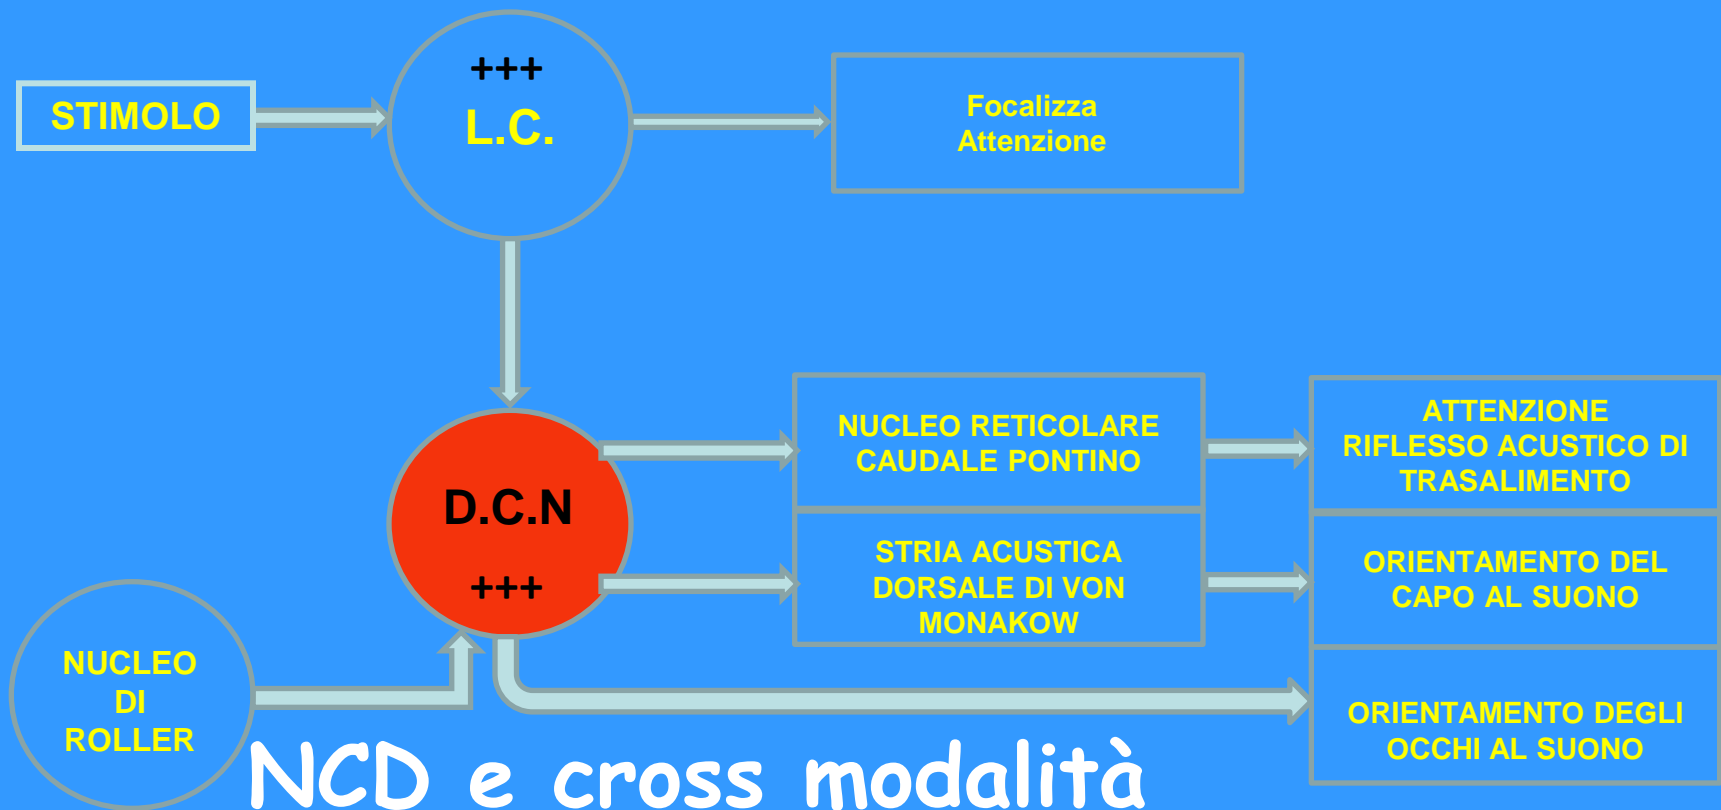 STIMOLO
+++
L.C.
Focalizza
Attenzione
D.C.N
+++
NUCLEO RETICOLARE
CAUDALE PONTINO
ATTENZIONE
RIFLESSO ACUSTICO DI
TRASALIMENTO
STRIA ACUSTICA
DORSALE DI VON
MONAKOW
ORIENTAMENTO DEL
CAPO AL SUONO
NUCLEO
DI
ROLLER
ORIENTAMENTO DEGLI
OCCHI AL SUONO
NCD e cross modalità